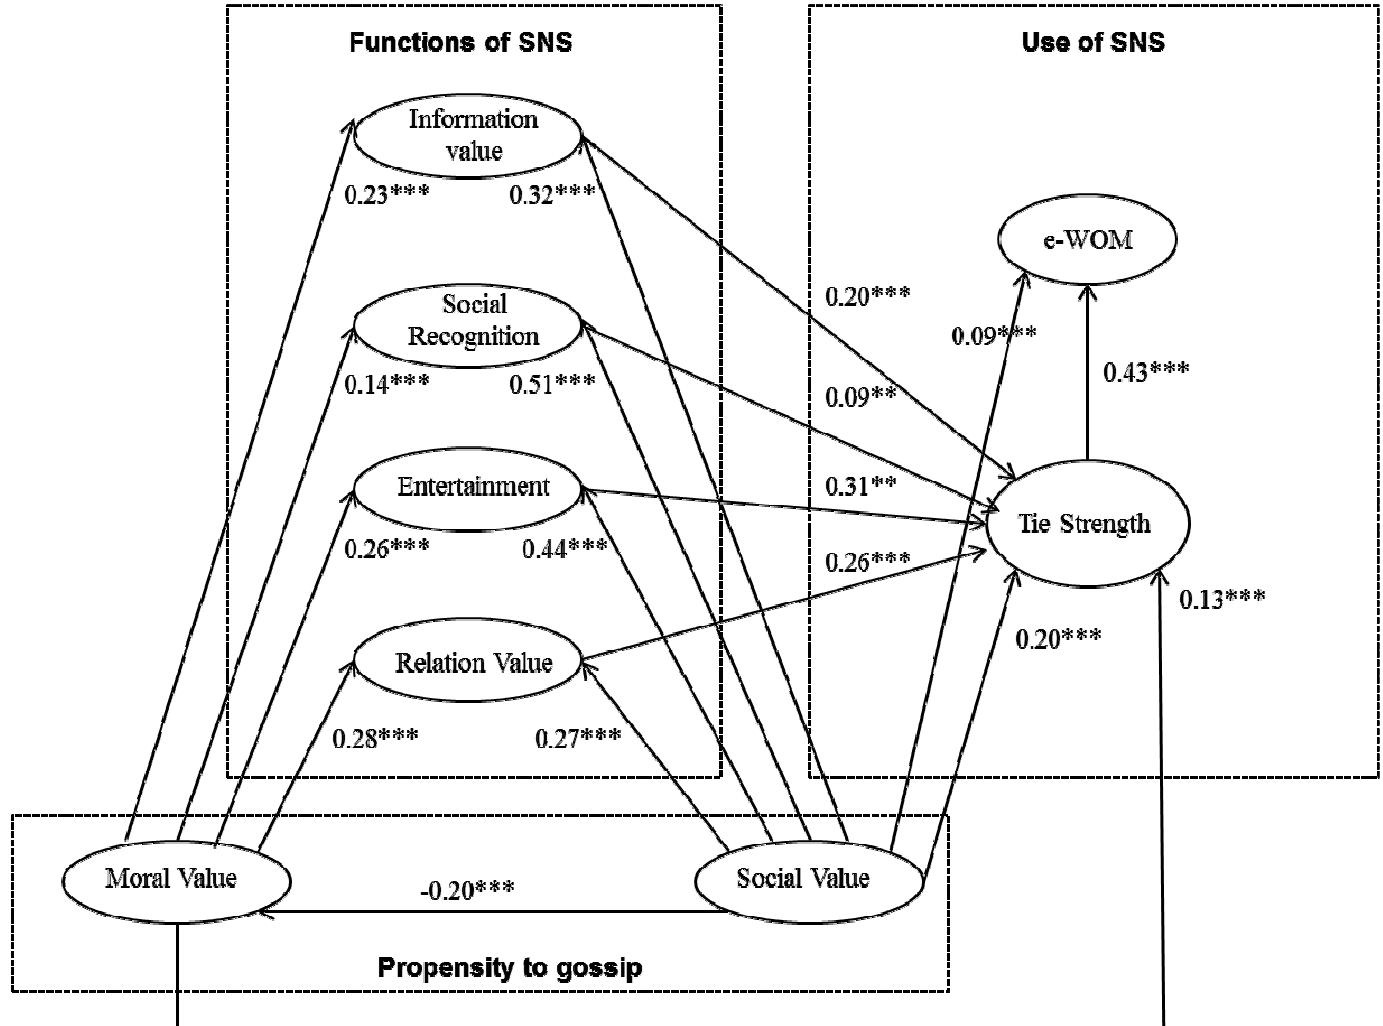 Functions of SNS
Use of SNS
Information
value
0.23***
0.32***
e-WOM
Social
Recognition
0.20***
0.09***
0.14***
0.51***
0.43***
0.09**
Entertainment
0.31**
Tie Strength
0.26***
0.44***
0.26***
0.13***
0.20***
Relation Value
0.28***
0.27***
Moral Value
Social Value
-0.20***
Propensity to gossip